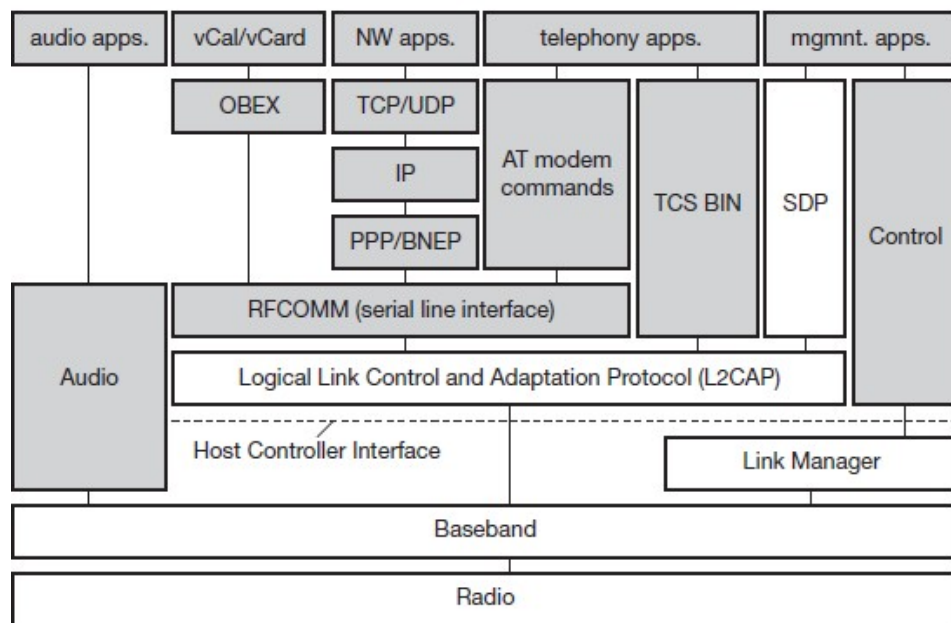 audio apps.
vCal/vCard
NW apps.
telephony apps.
mgmnt. apps.
OBEX
TCP/UDP
AT modem
commands
TCS BIN
SDP
Control
IP
PPP/BNEP
RFCOMM (serial line interface)
Audio
Logical Link Control and Adaptation Protocol (L2CAP)
Host Controller Interface
Link Manager
Baseband
Radio